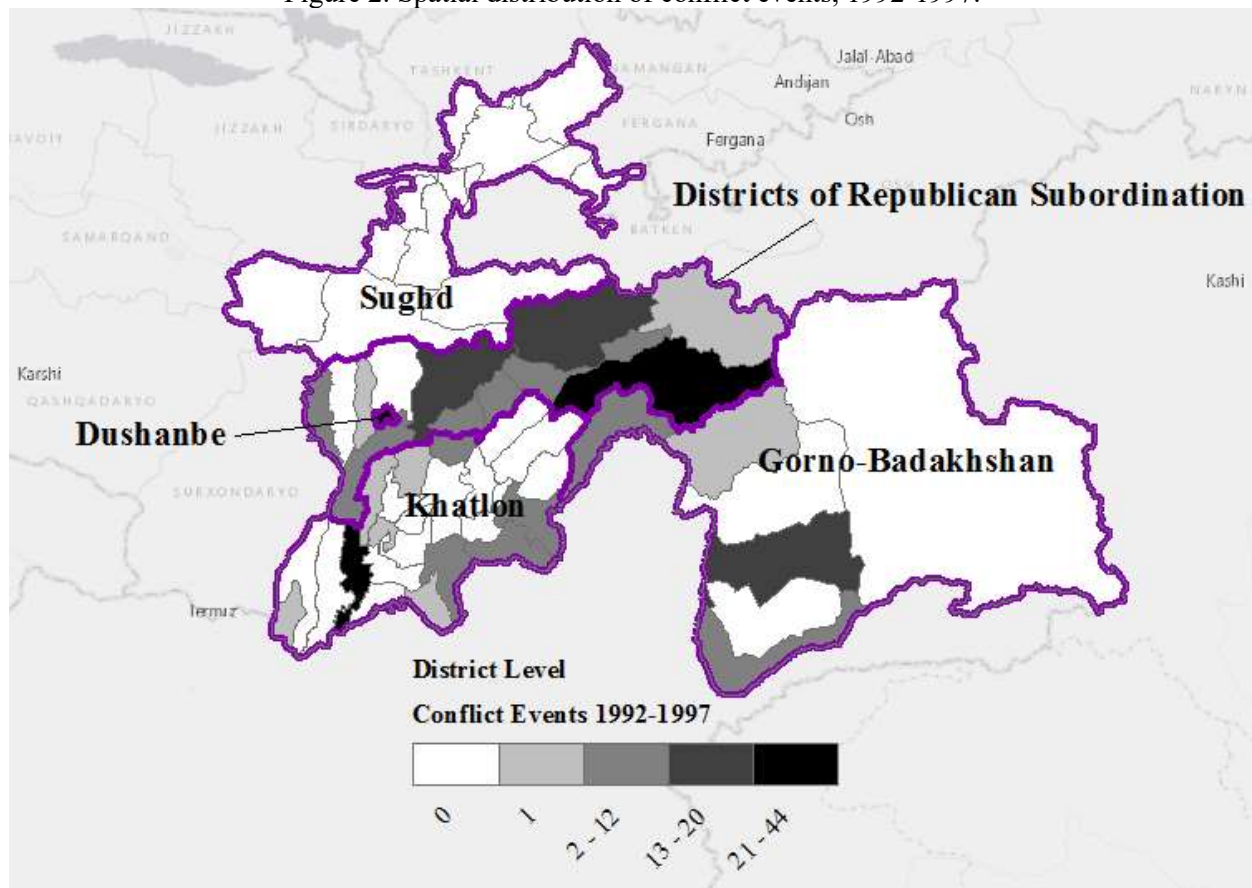 Figure 2. Spatial distribution of conflict events, 1992-1997.
JIZZAKH
Jalal-Abad
TASHKENT
NAMANGAN
Andijan
NARYN
JIZZAKH
SIRDARYO
FERGANA
Osh
Fergana
Districts of Republican Subordination
BATKEN
SAMARQAND
Kashi
Sughd
Karshi
QASHQADARYO
Dushanbe
Gorno-Badakhshan
SURXONDARYO
Khatlon
Termiz
District Level
Conflict Events 1992-1997
0
1
2 - 12
13 - 20
21 - 44